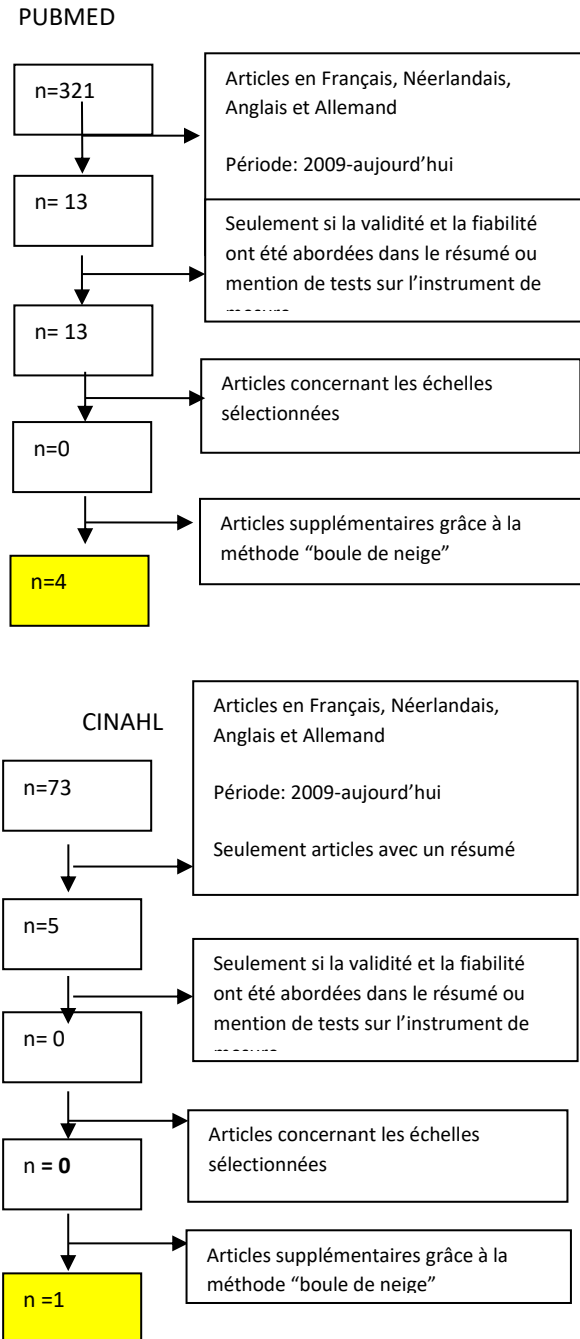 PUBMED
n=321
Articles en Français, Néerlandais,
Anglais et Allemand
Période: 2009-aujourd’hui
n= 13
Seulement si la validité et la fiabilité
ont été abordées dans le résumé ou
mention de tests sur l’instrument de
n= 13
Articles concernant les échelles
sélectionnées
n=0
Articles supplémentaires grâce à la
méthode “boule de neige”
n=4
CINAHL
Articles en Français, Néerlandais,
Anglais et Allemand
Période: 2009-aujourd’hui
Seulement articles avec un résumé
n=73
n=5
Seulement si la validité et la fiabilité
ont été abordées dans le résumé ou
mention de tests sur l’instrument de
n= 0
Articles concernant les échelles
sélectionnées
n = 0
Articles supplémentaires grâce à la
méthode “boule de neige”
n =1